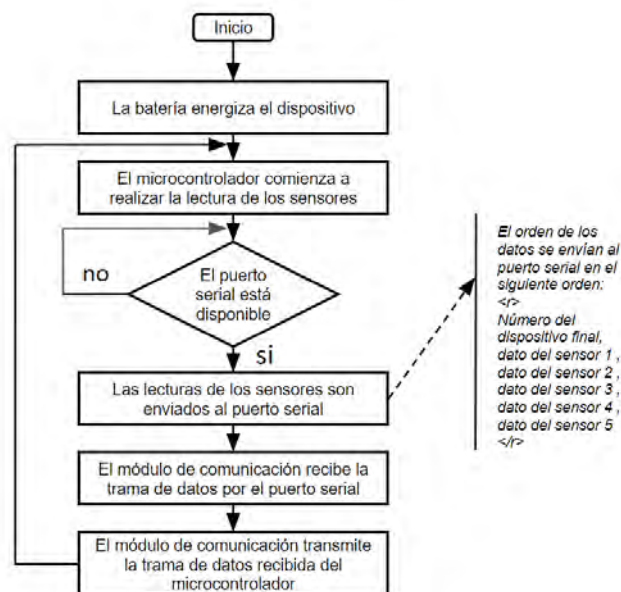 Inicio
La batería energiza el dispositivo
El microcontrolador comienza a
realizar la lectura de los sensores
no
El puerto
serial está
disponible
si
Las lecturas de los sensores son
enviados al puerto serial
El módulo de comunicación recibe la
trama de datos por el puerto serial
El módulo de comunicación transmite
la trama de datos recibida del
microcontrolador
El orden de los
datos se envían al
puerto serial en el
siguiente orden:
<r>
Número del
dispositivo final,
dato del sensor 1 ,
dato del sensor 2 ,
dato del sensor 3 ,
dato del sensor 4 ,
dato del sensor 5
</r>